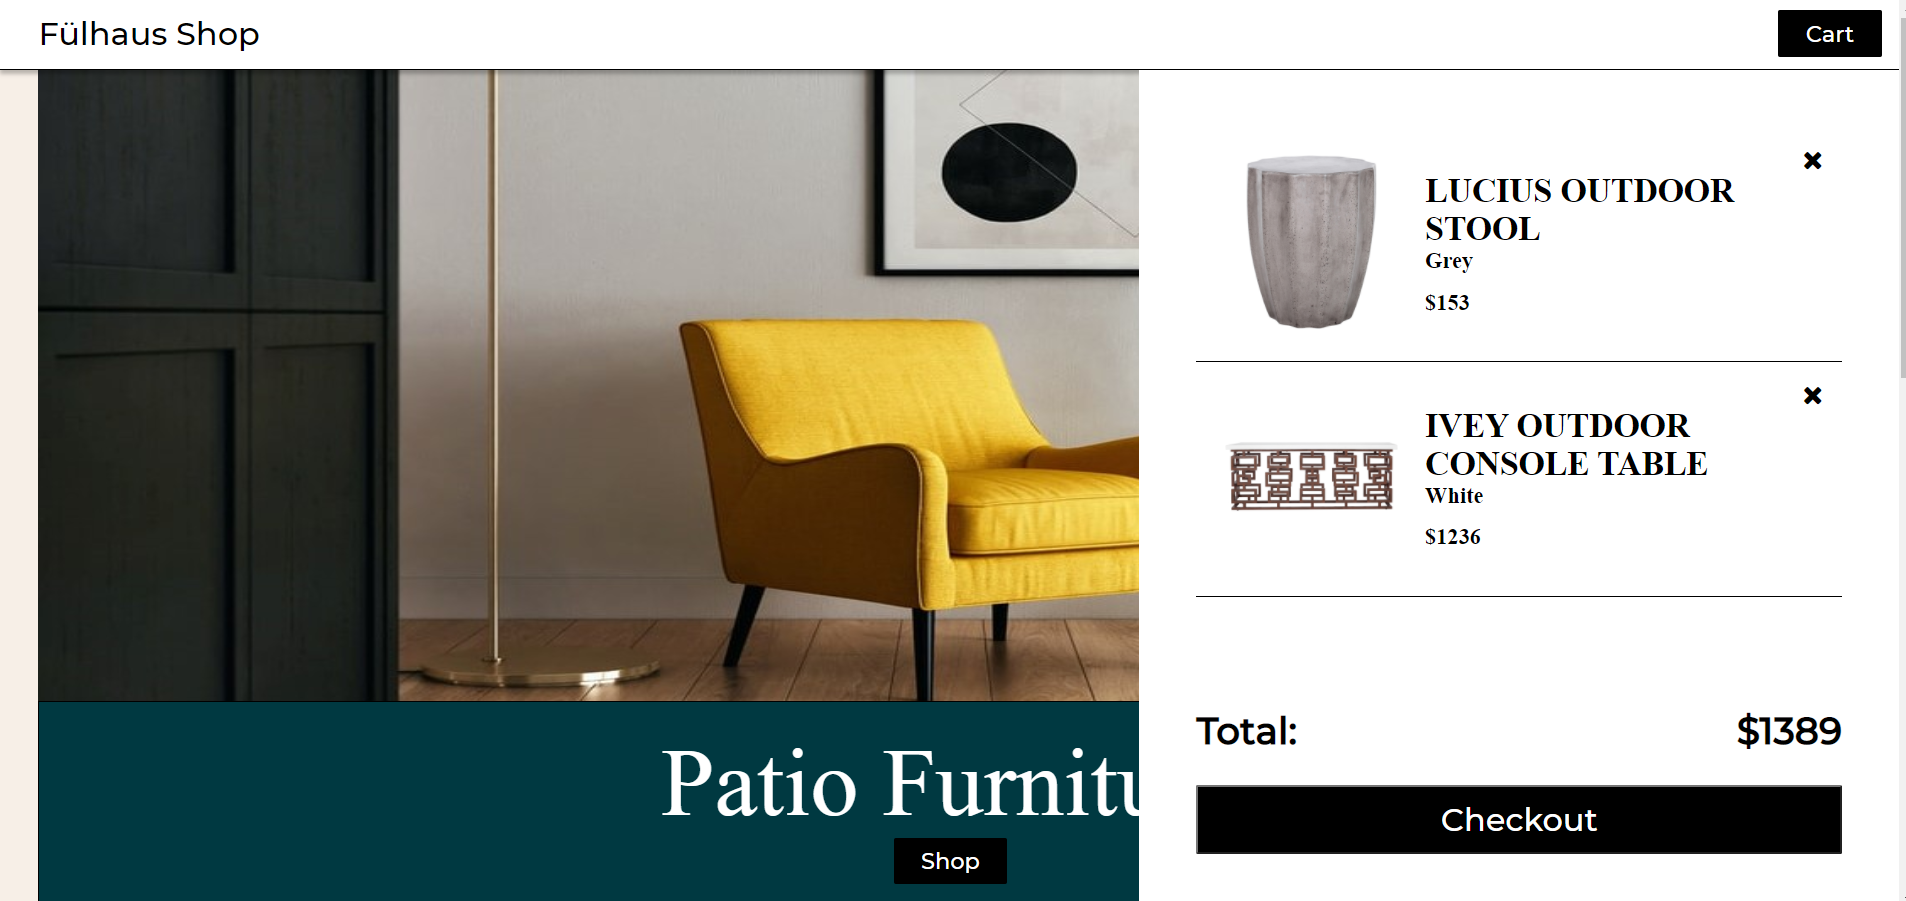 Fülhaus Shop
Cart
LUCIUS OUTDOOR
STOOL
Grey
$153
IVEY OUTDOOR
CONSOLE TABLE
White
$1236
Total:
$1389
Checkout
Patio Furnitu
Shop